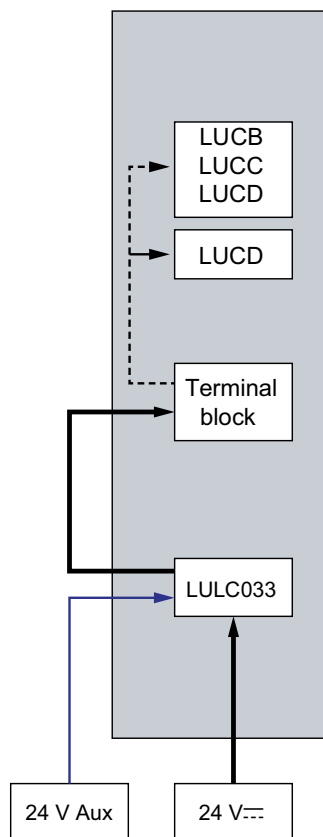 LUCB
LUCC
LUCD
LUCD
Terminal
block
LULC033
24 V Aux
24 V⎓